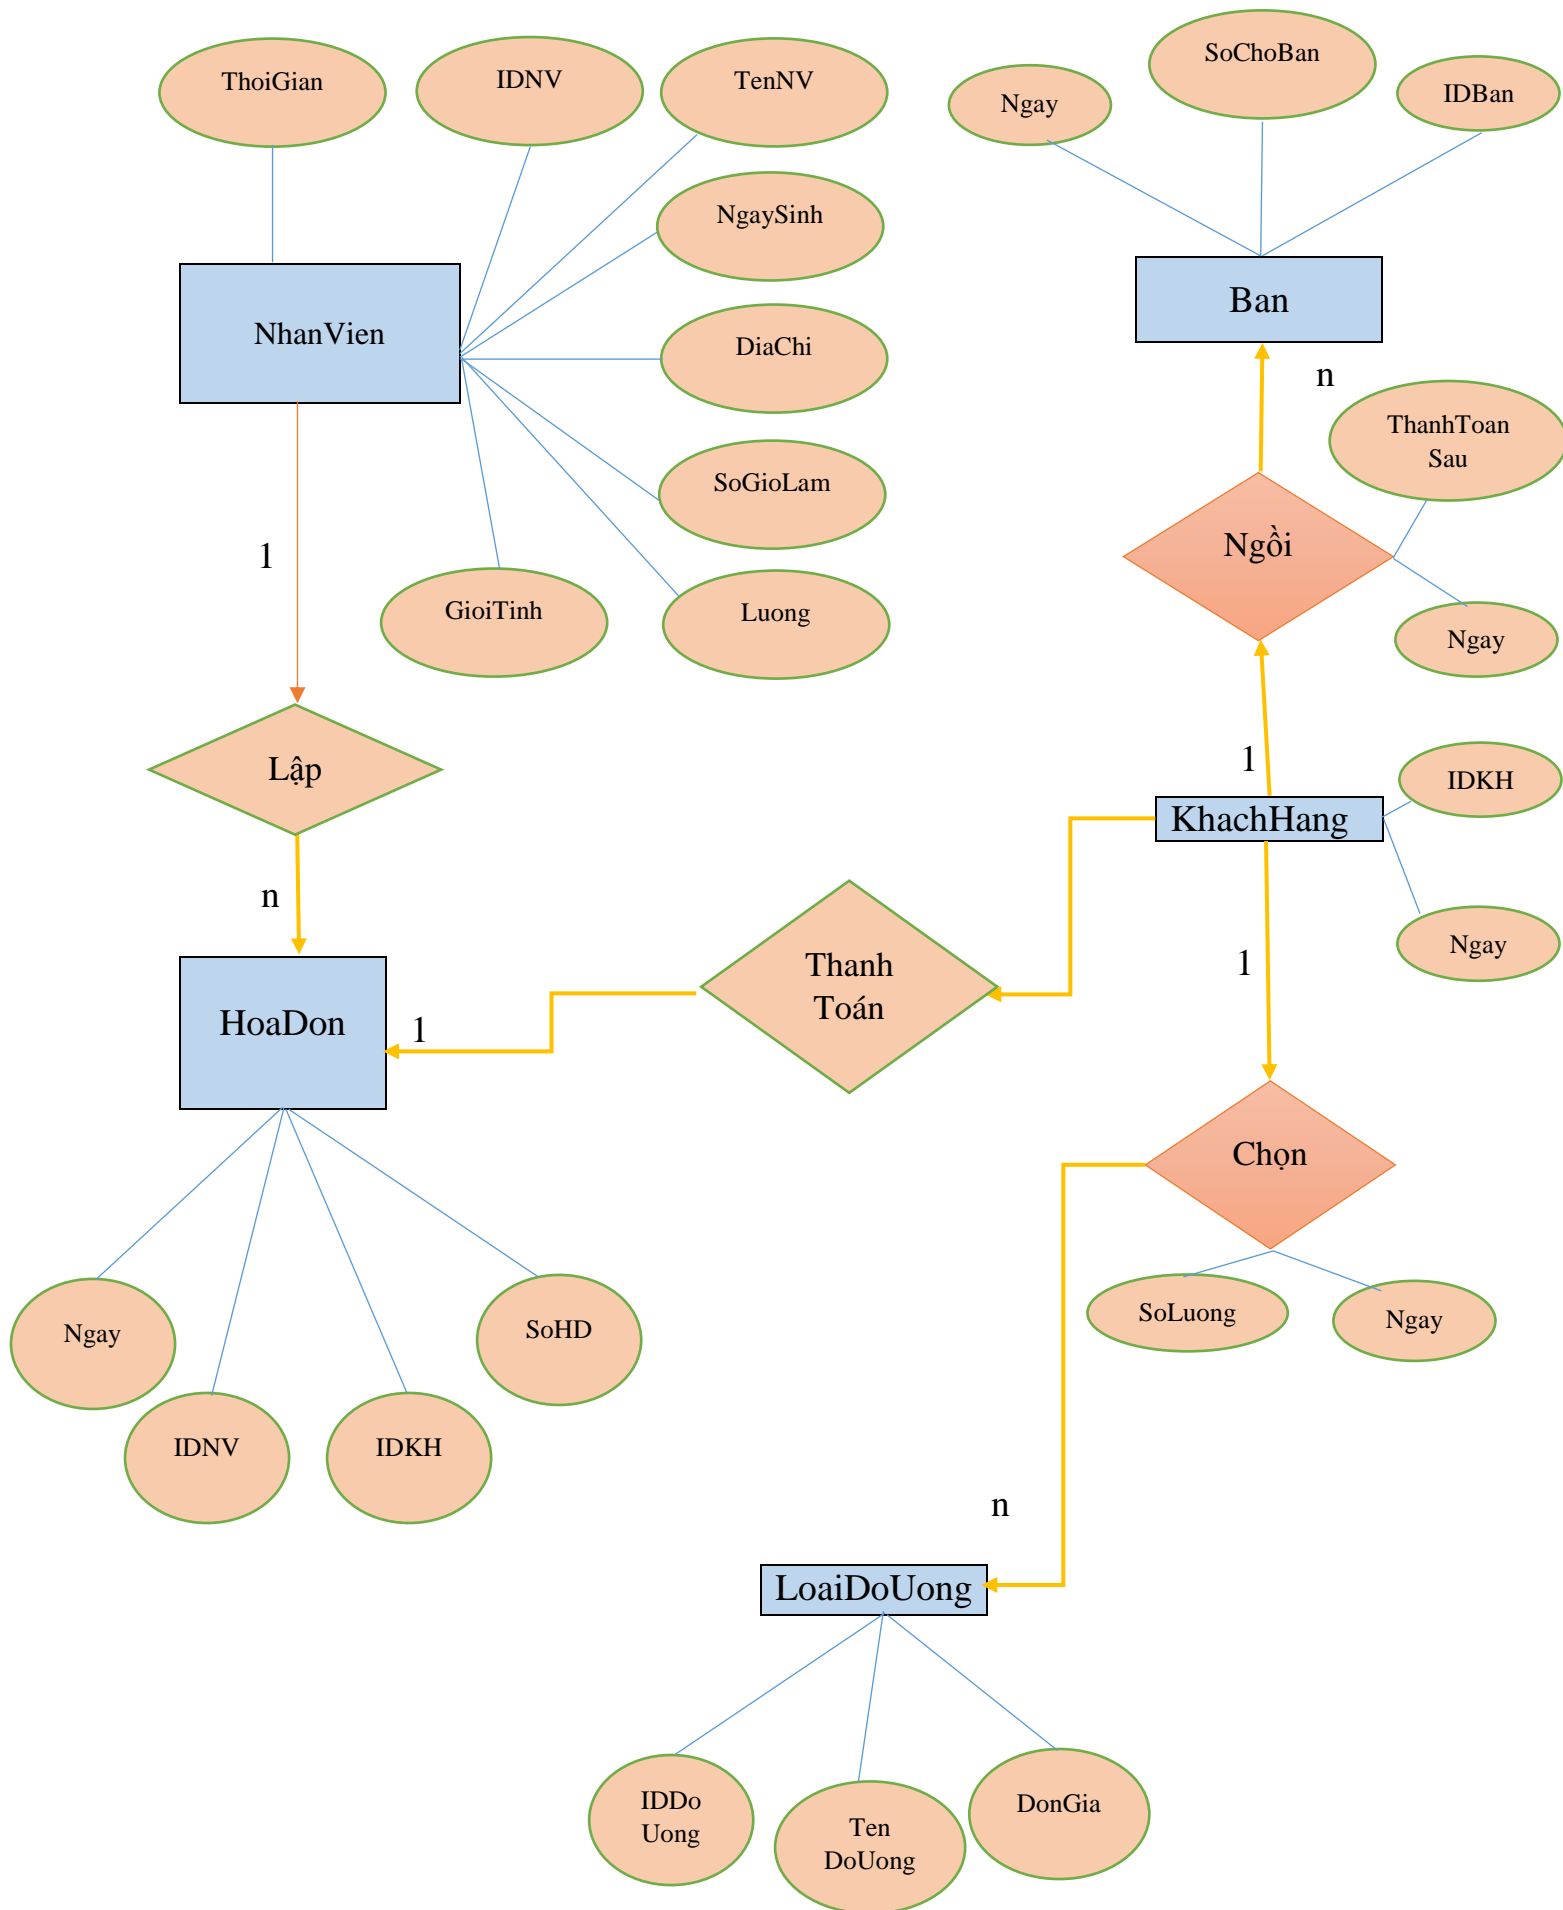 ThoiGian
IDNV
TenNV
Ngay
SoChoBan
IDBan
NgaySinh
NhanVien
Ban
DiaChi
n
ThanhToan
Sau
SoGioLam
Ngồi
1
GioiTinh
Luong
Ngay
Lập
1
IDKH
KhachHang
n
Ngay
Thanh
Toán
1
HoaDon
1
Chọn
Ngay
SoHD
SoLuong
Ngay
IDNV
IDKH
n
LoaiDoUong
IDDo
Uong
Ten
DoUong
DonGia